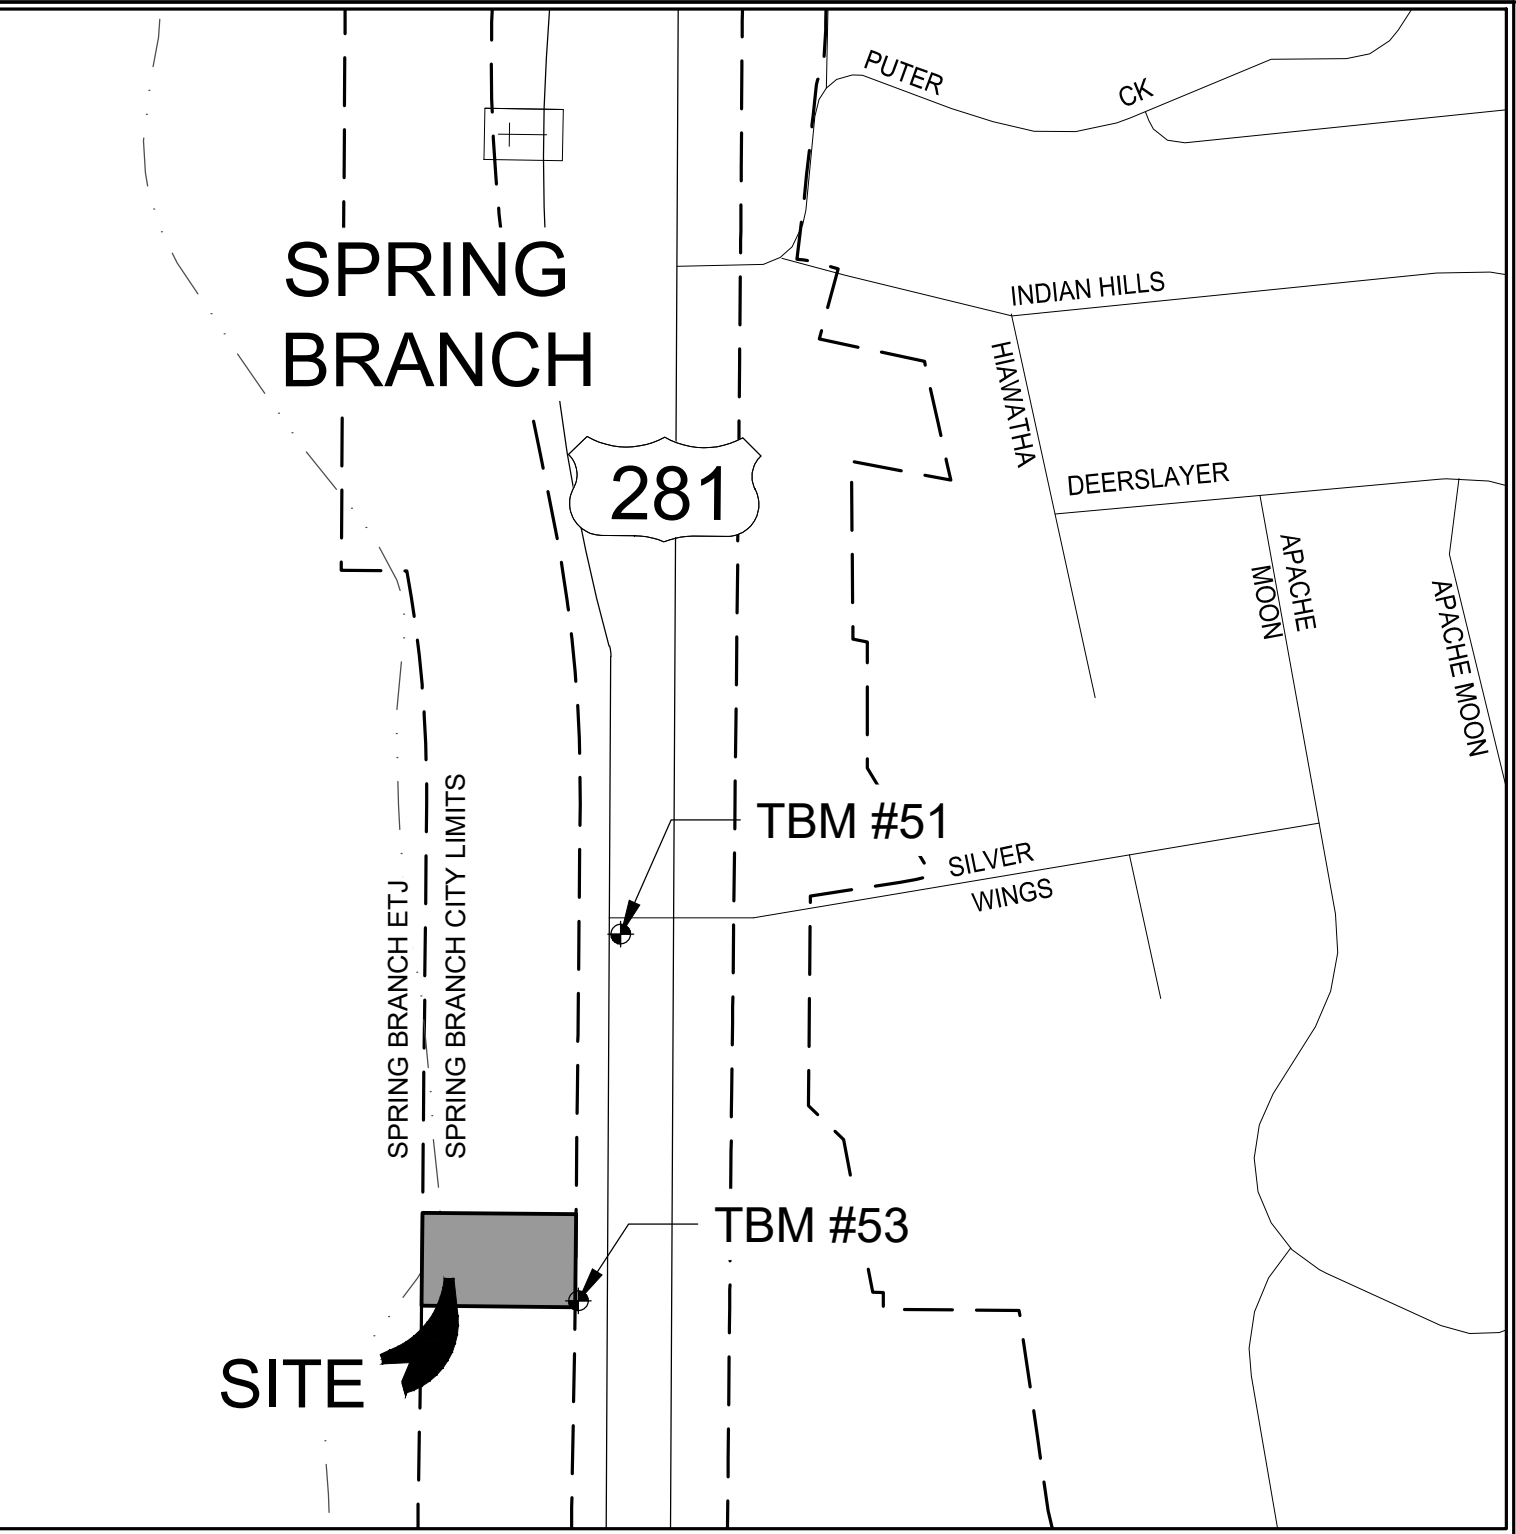 PUTER
CK
SPRING
BRANCH
INDIAN HILLS
HIAWATHA
281
DEERSLAYER
APACHE
MOON
APACHE MOON
TBM #51
SILVER
WINGS
SPRING BRANCH ETJ
SPRING BRANCH CITY LIMITS
TBM #53
SITE